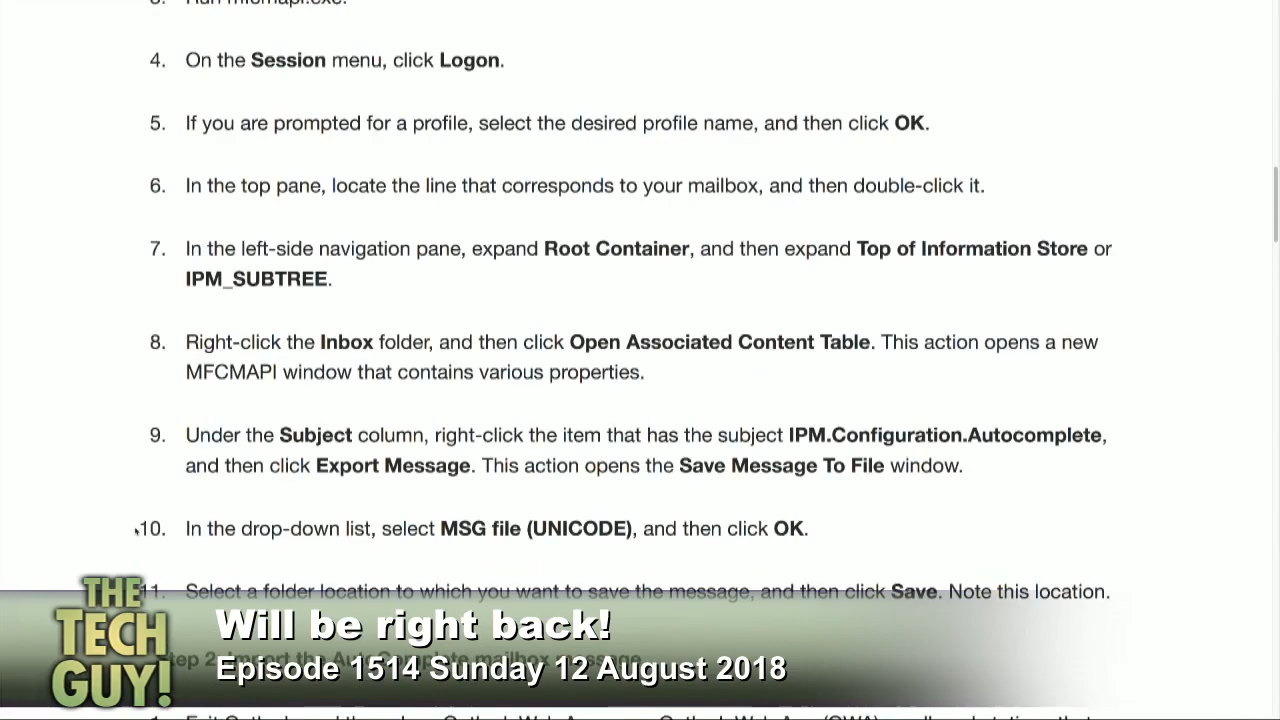 4. On the Session menu, click Logon.
5. If you are prompted for a profile, select the desired profile name, and then click OK.
6. In the top pane, locate the line that corresponds to your mailbox, and then double-click it.
7. In the left-side navigation pane, expand Root Container, and then expand Top of Information Store or
IPM_SUBTREE.
8. Right-click the Inbox folder, and then click Open Associated Content Table. This action opens a new
MFCMAPI window that contains various properties.
9. Under the Subject column, right-click the item that has the subject IPM.Configuration.Autocomplete,
and then click Export Message. This action opens the Save Message To File window.
10. In the drop-down list, select MSG file (UNICODE), and then click OK.
11. Select a folder location to which you want to save the message, and then click Save. Note this location.
THE
TECH
GUY!
Will be right back!
Episode 1514 Sunday 12 August 2018